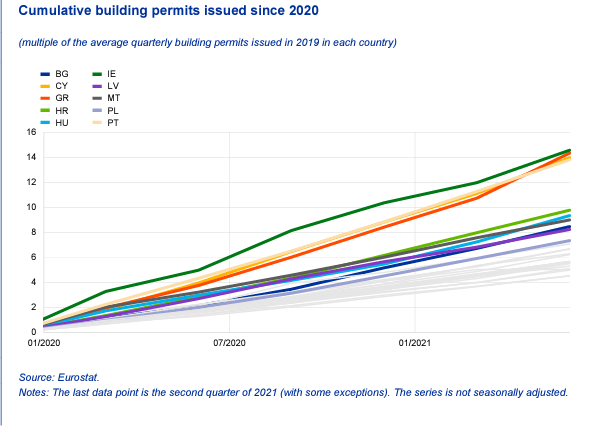 Cumulative building permits issued since 2020
(multiple of the average quarterly building permits issued in 2019 in each country)
BG IE
CY LV
GR MT
HR PL
HU PT
16
14
12
10
8
6
4
2
0
01/2020 07/2020 01/2021
Source: Eurostat.
Notes: The last data point is the second quarter of 2021 (with some exceptions). The series is not seasonally adjusted.